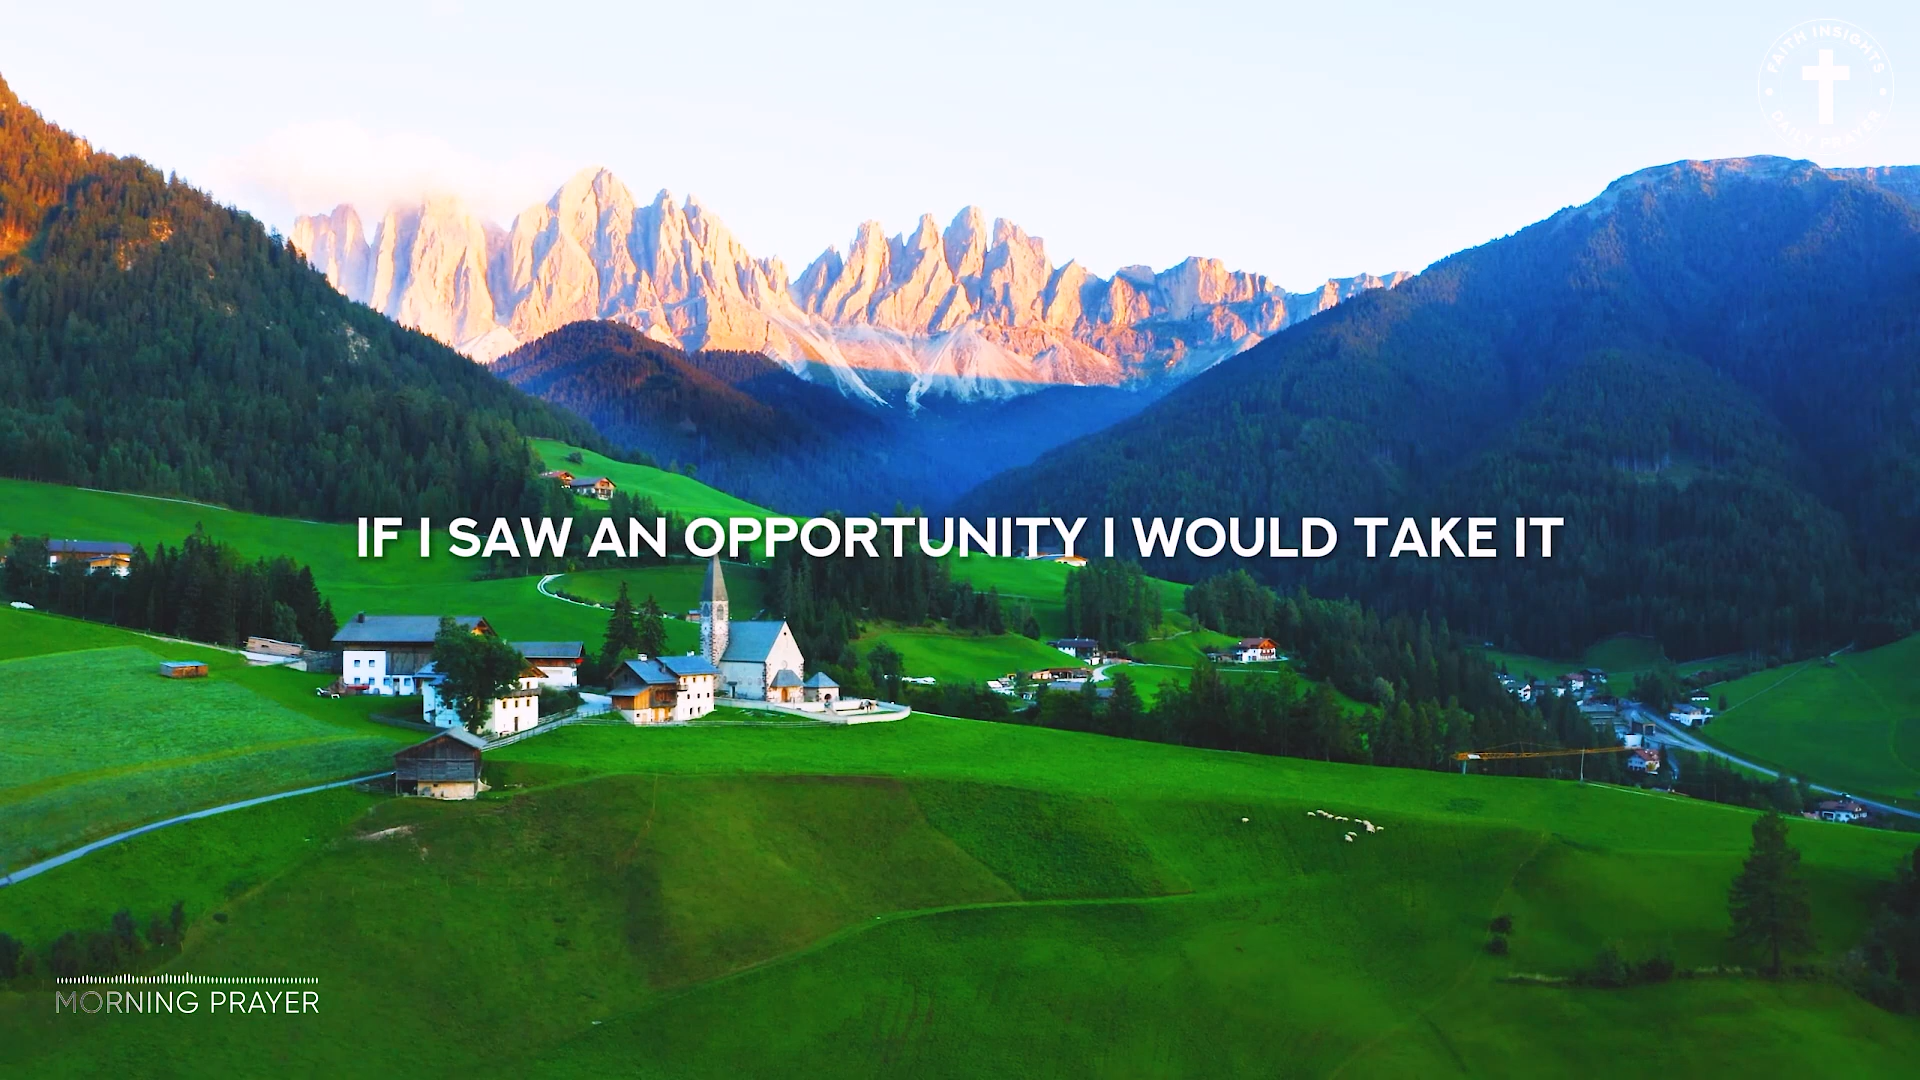 FAITH INSIGHTS
DAILY PRAYER
IF I SAW AN OPPORTUNITY I WOULD TAKE IT
MORNING PRAYER